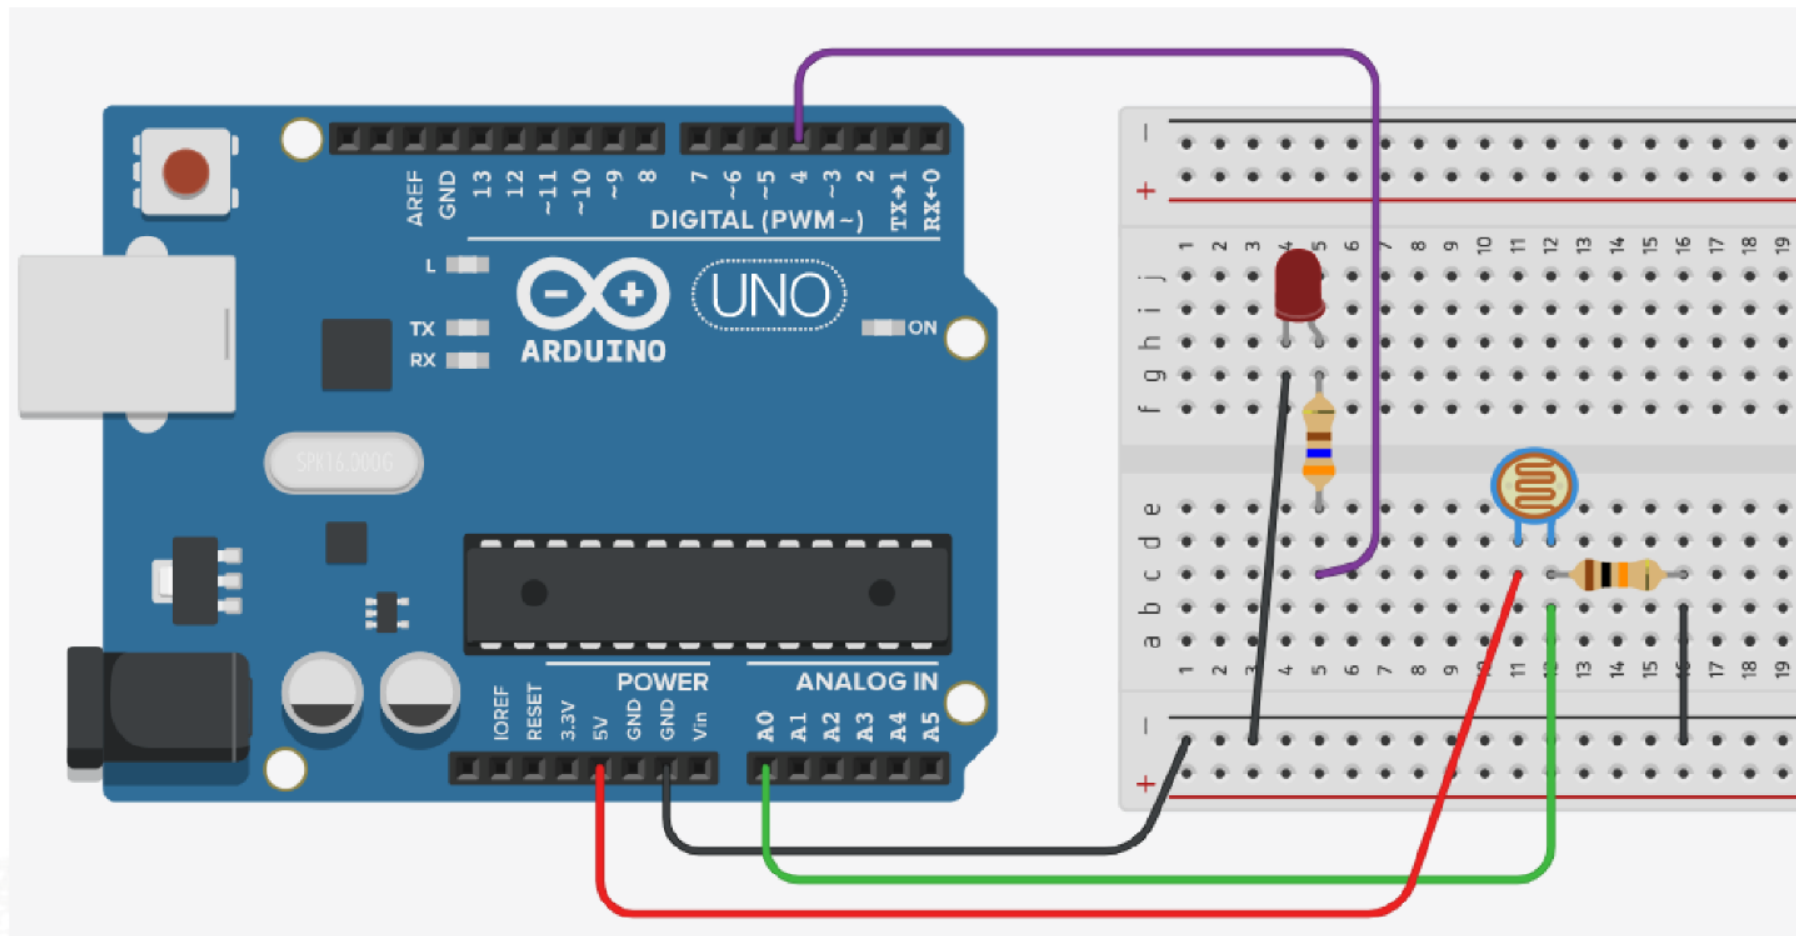 AREF GND 13 12 ~11 ~10 ~9 8 7 ~6 ~5 4 ~3 2 TX→1 RX←0
DIGITAL (PWM~)
L
TX
RX
UNO
ON
ARDUINO
SPK16.000G
POWER
ANALOG IN
IOREF RESET 3.3V 5V GND GND Vin A0 A1 A2 A3 A4 A5
−
+
1 2 3 4 5 6 7 8 9 10 11 12 13 14 15 16 17 18 19
j
i
h
g
f
e
d
c
b
a
1 2 3 4 5 6 7 8 9 10 11 12 13 14 15 16 17 18 19
−
+